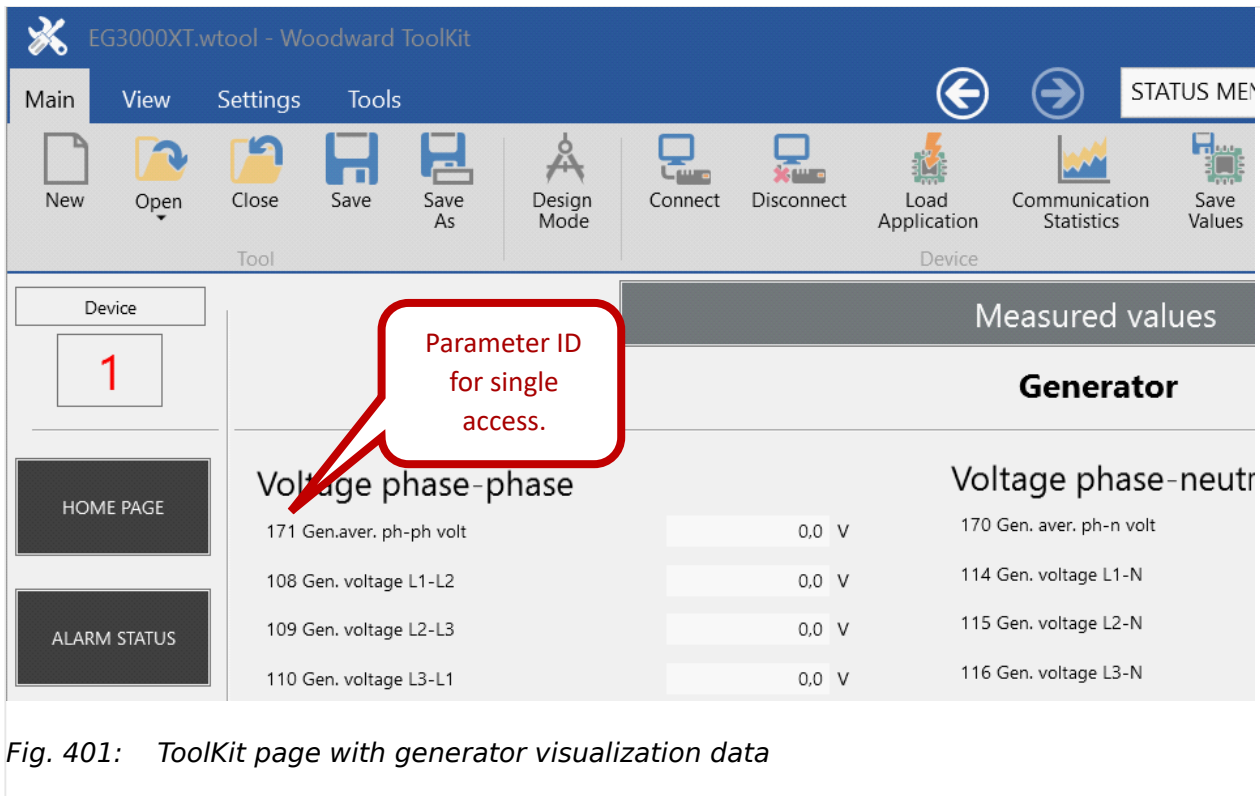 EG3000XT.wtool - Woodward ToolKit
Main View Settings Tools
STATUS MEN
New Open Close Save Save As Design Mode Connect Disconnect Load Application Communication Statistics Save Values
Tool Device
Device
1
Parameter ID
for single
access.
Measured values
Generator
HOME PAGE
ALARM STATUS
Voltage phase-phase
171 Gen.aver. ph-ph volt 0,0 V
108 Gen. voltage L1-L2 0,0 V
109 Gen. voltage L2-L3 0,0 V
110 Gen. voltage L3-L1 0,0 V
Voltage phase-neutr
170 Gen. aver. ph-n volt
114 Gen. voltage L1-N
115 Gen. voltage L2-N
116 Gen. voltage L3-N
Fig. 401: ToolKit page with generator visualization data